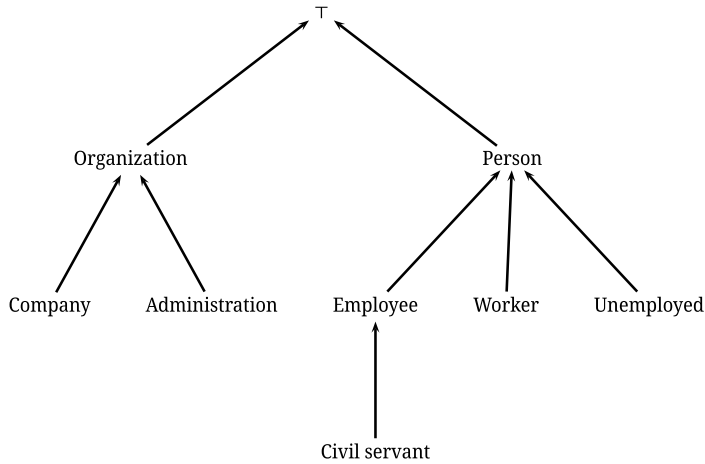 ⊤
Organization
Person
Company
Administration
Employee
Worker
Unemployed
Civil servant